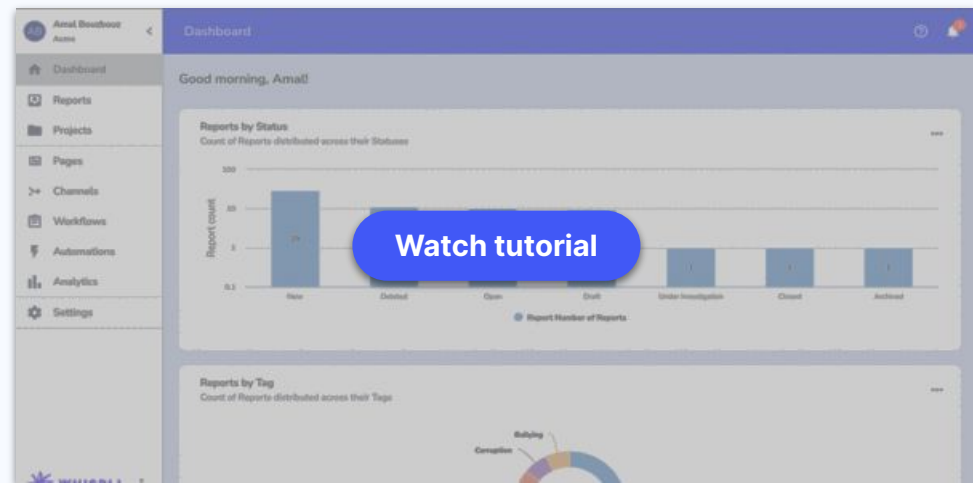 Amal Bouzhouz
Acme
Dashboard
Good morning, Amal!
Dashboard
Reports
Projects
Pages
Channels
Workflows
Automations
Analytics
Settings
Reports by Status
Count of Reports distributed across their Statuses
Report count
100
10
1
0.1
New
Deleted
Open
Draft
Under Investigation
Closed
Archived
Report Number of Reports
Watch tutorial
Reports by Tag
Count of Reports distributed across their Tags
Bullying
Corruption